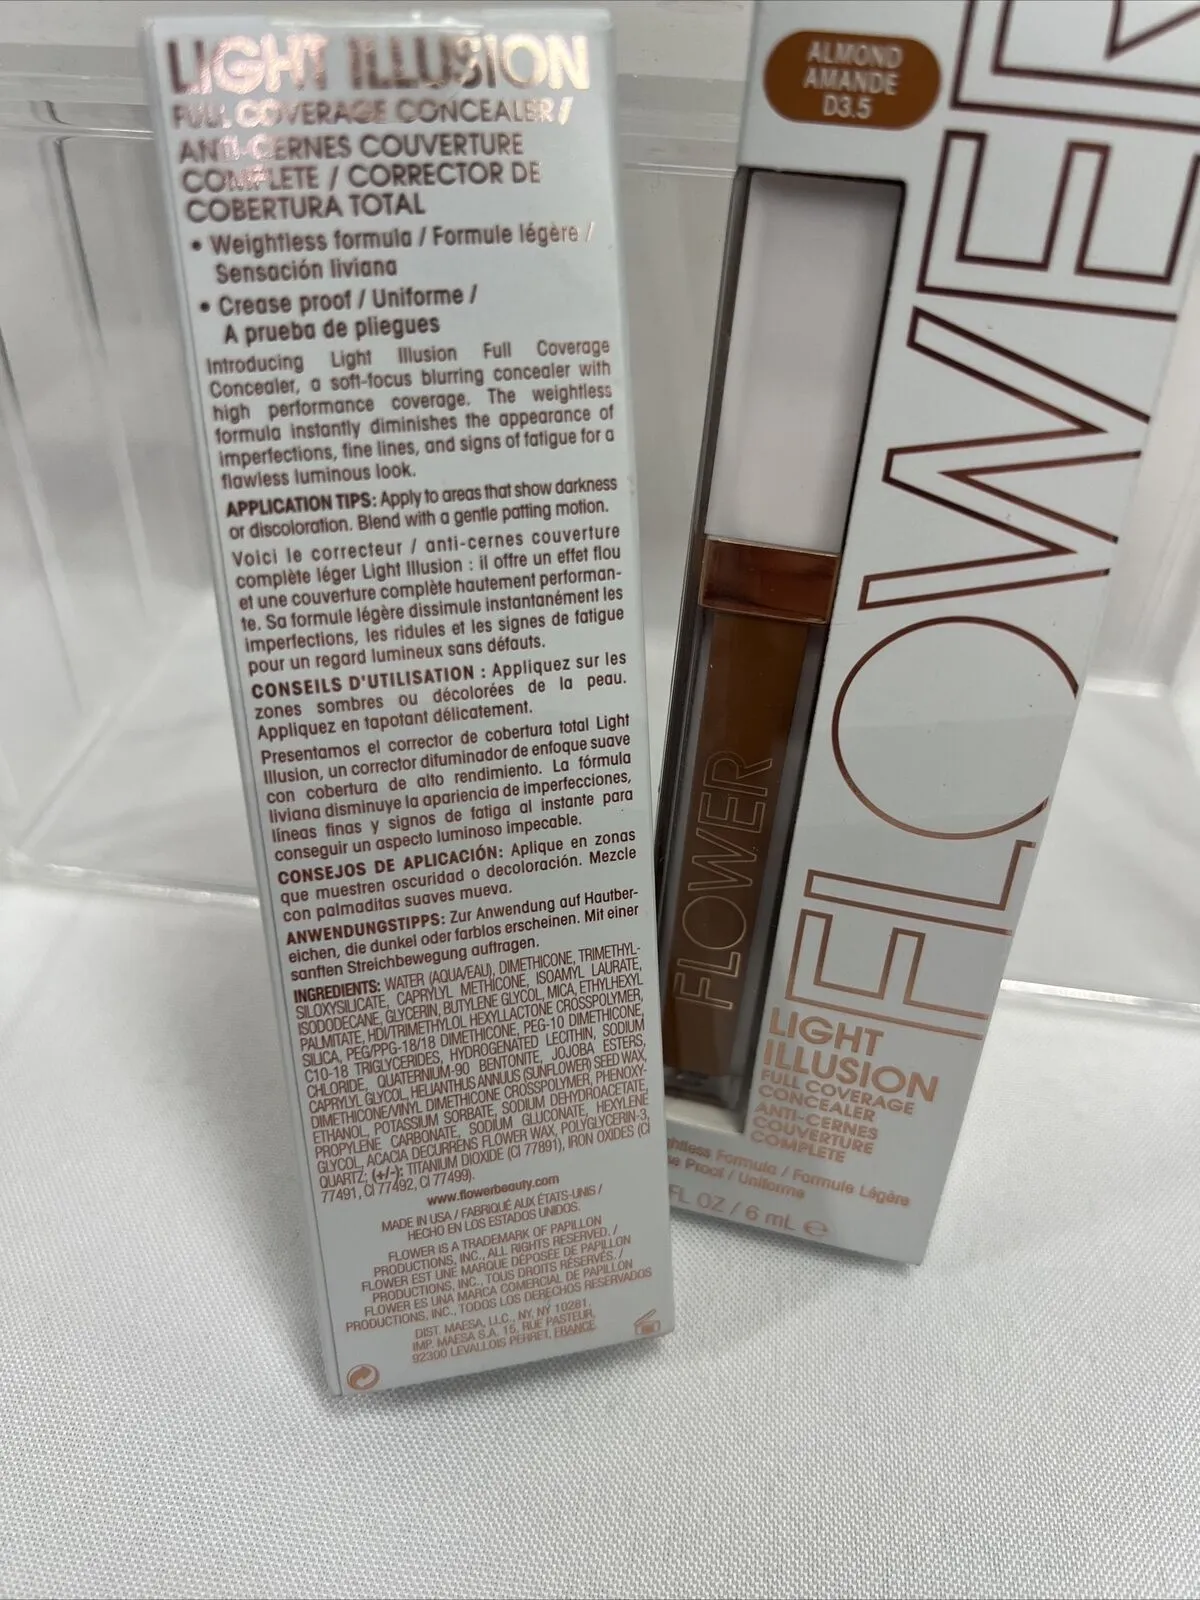 LIGHT ILLUSION
FULL COVERAGE CONCEALER /
ANTI-CERNES COUVERTURE
COMPLETE / CORRECTOR DE
COBERTURA TOTAL
• Weightless formula / Formule légère /
Sensación liviana
• Crease proof / Uniforme /
A prueba de pliegues
Introducing Light Illusion Full Coverage
Concealer, a soft-focus blurring concealer with
high performance coverage. The weightless
formula instantly diminishes the appearance of
imperfections, fine lines, and signs of fatigue for a
flawless luminous look.
APPLICATION TIPS: Apply to areas that show darkness
or discoloration. Blend with a gentle patting motion.
Voici le correcteur / anti-cernes couverture
complète léger Light Illusion : il offre un effet flou
et une couverture complète hautement performan-
te. Sa formule légère dissimule instantanément les
imperfections, les ridules et les signes de fatigue
pour un regard lumineux sans défauts.
CONSEILS D'UTILISATION : Appliquez sur les
zones sombres ou décolorées de la peau.
Appliquez en tapotant délicatement.
Presentamos el corrector de cobertura total Light
Illusion, un corrector difuminador de enfoque suave
con cobertura de alto rendimiento. La fórmula
liviana disminuye la apariencia de imperfecciones,
líneas finas y signos de fatiga al instante para
conseguir un aspecto luminoso impecable.
CONSEJOS DE APLICACIÓN: Aplique en zonas
que muestren oscuridad o decoloración. Mezcle
con palmaditas suaves mueva.
ANWENDUNGSTIPPS: Zur Anwendung auf Hautber-
eichen, die dunkel oder farblos erscheinen. Mit einer
sanften Streichbewegung auftragen.
INGREDIENTS: WATER (AQUA/EAU), DIMETHICONE, TRIMETHYL-
SILOXYSILICATE, CAPRYLYL METHICONE, ISOAMYL LAURATE,
ISODODECANE, GLYCERIN, BUTYLENE GLYCOL, MICA, ETHYLHEXYL
PALMITATE, HDI/TRIMETHYLOL HEXYLLACTONE CROSSPOLYMER,
SILICA, PEG/PPG-18/18 DIMETHICONE, PEG-10 DIMETHICONE,
C10-18 TRIGLYCERIDES, HYDROGENATED LECITHIN, SODIUM
CHLORIDE, QUATERNIUM-90 BENTONITE, JOJOBA ESTERS,
CAPRYLYL GLYCOL, HELIANTHUS ANNUUS (SUNFLOWER) SEED WAX,
DIMETHICONE/VINYL DIMETHICONE CROSSPOLYMER, PHENOXY-
ETHANOL, POTASSIUM SORBATE, SODIUM DEHYDROACETATE,
PROPYLENE CARBONATE, SODIUM GLUCONATE, HEXYLENE
GLYCOL, ACACIA DECURRENS FLOWER WAX, POLYGLYCERIN-3,
QUARTZ; (+/-): TITANIUM DIOXIDE (CI 77891), IRON OXIDES (CI
77491, CI 77492, CI 77499).
www.flowerbeauty.com
MADE IN USA / FABRIQUÉ AUX ÉTATS-UNIS /
HECHO EN LOS ESTADOS UNIDOS.
FLOWER IS A TRADEMARK OF PAPILLON
PRODUCTIONS, INC., ALL RIGHTS RESERVED. /
FLOWER EST UNE MARQUE DÉPOSÉE DE PAPILLON
PRODUCTIONS, INC., TOUS DROITS RÉSERVÉS. /
FLOWER ES UNA MARCA COMERCIAL DE PAPILLON
PRODUCTIONS, INC., TODOS LOS DERECHOS RESERVADOS
DIST. MAESA, LLC., NY, NY 10281.
IMP. MAESA S.A. 15, RUE PASTEUR,
92300 LEVALLOIS PERRET, FRANCE
ALMOND
AMANDE
D3.5
FLOWER
FLOWER
LIGHT
ILLUSION
FULL COVERAGE
CONCEALER
ANTI-CERNES
COUVERTURE
COMPLETE
Formula / Formule Légère
Proof / Uniforme
FL OZ / 6 mL ℮